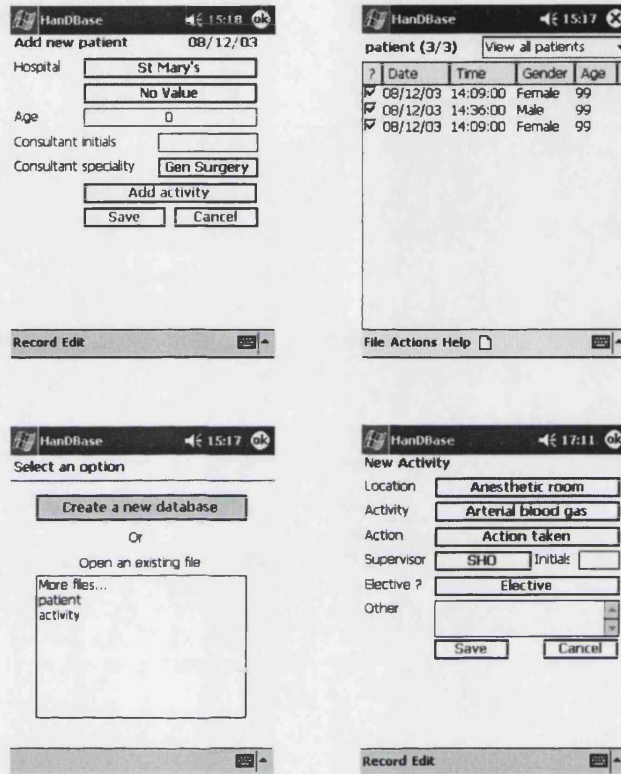 HanDBase 15:18 ok
Add new patient 08/12/03
Hospital St Mary's
No Value
Age 0
Consultant initials
Consultant speciality Gen Surgery
Add activity
Save Cancel
Record Edit
HanDBase 15:17
patient (3/3) View all patients
? Date Time Gender Age
08/12/03 14:09:00 Female 99
08/12/03 14:36:00 Male 99
08/12/03 14:09:00 Female 99
File Actions Help
HanDBase 15:17 ok
Select an option
Create a new database
Or
Open an existing file
More files...
patient
activity
HanDBase 17:11 ok
New Activity
Location Anesthetic room
Activity Arterial blood gas
Action Action taken
Supervisor SHO Initials
Elective ? Elective
Other
Save Cancel
Record Edit